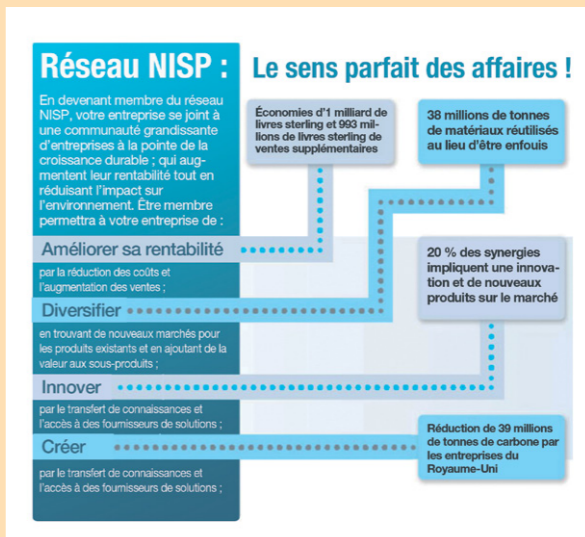 Réseau NISP :
Le sens parfait des affaires !
En devenant membre du réseau
NISP, votre entreprise se joint à
une communauté grandissante
d'entreprises à la pointe de la
croissance durable ; qui aug-
mentent leur rentabilité tout en
réduisant l'impact sur
l'environnement. Être membre
permettra à votre entreprise de :
Économies d'1 milliard de
livres sterling et 993 mil-
lions de livres sterling de
ventes supplémentaires
38 millions de tonnes
de matériaux réutilisés
au lieu d'être enfouis
Améliorer sa rentabilité
par la réduction des coûts et
l'augmentation des ventes ;
20 % des synergies
impliquent une innova-
tion et de nouveaux
produits sur le marché
Diversifier
en trouvant de nouveaux marchés pour
les produits existants et en ajoutant de la
valeur aux sous-produits ;
Innover
par le transfert de connaissances et
l'accès à des fournisseurs de solutions ;
Créer
par le transfert de connaissances et
l'accès à des fournisseurs de solutions ;
Réduction de 39 millions
de tonnes de carbone par
les entreprises du
Royaume-Uni